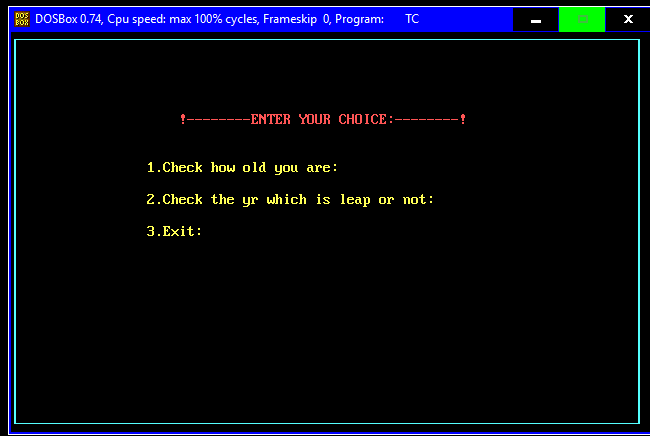 DOSBox 0.74, Cpu speed: max 100% cycles, Frameskip 0, Program: TC
!--------ENTER YOUR CHOICE:--------!
1.Check how old you are:
2.Check the yr which is leap or not:
3.Exit: